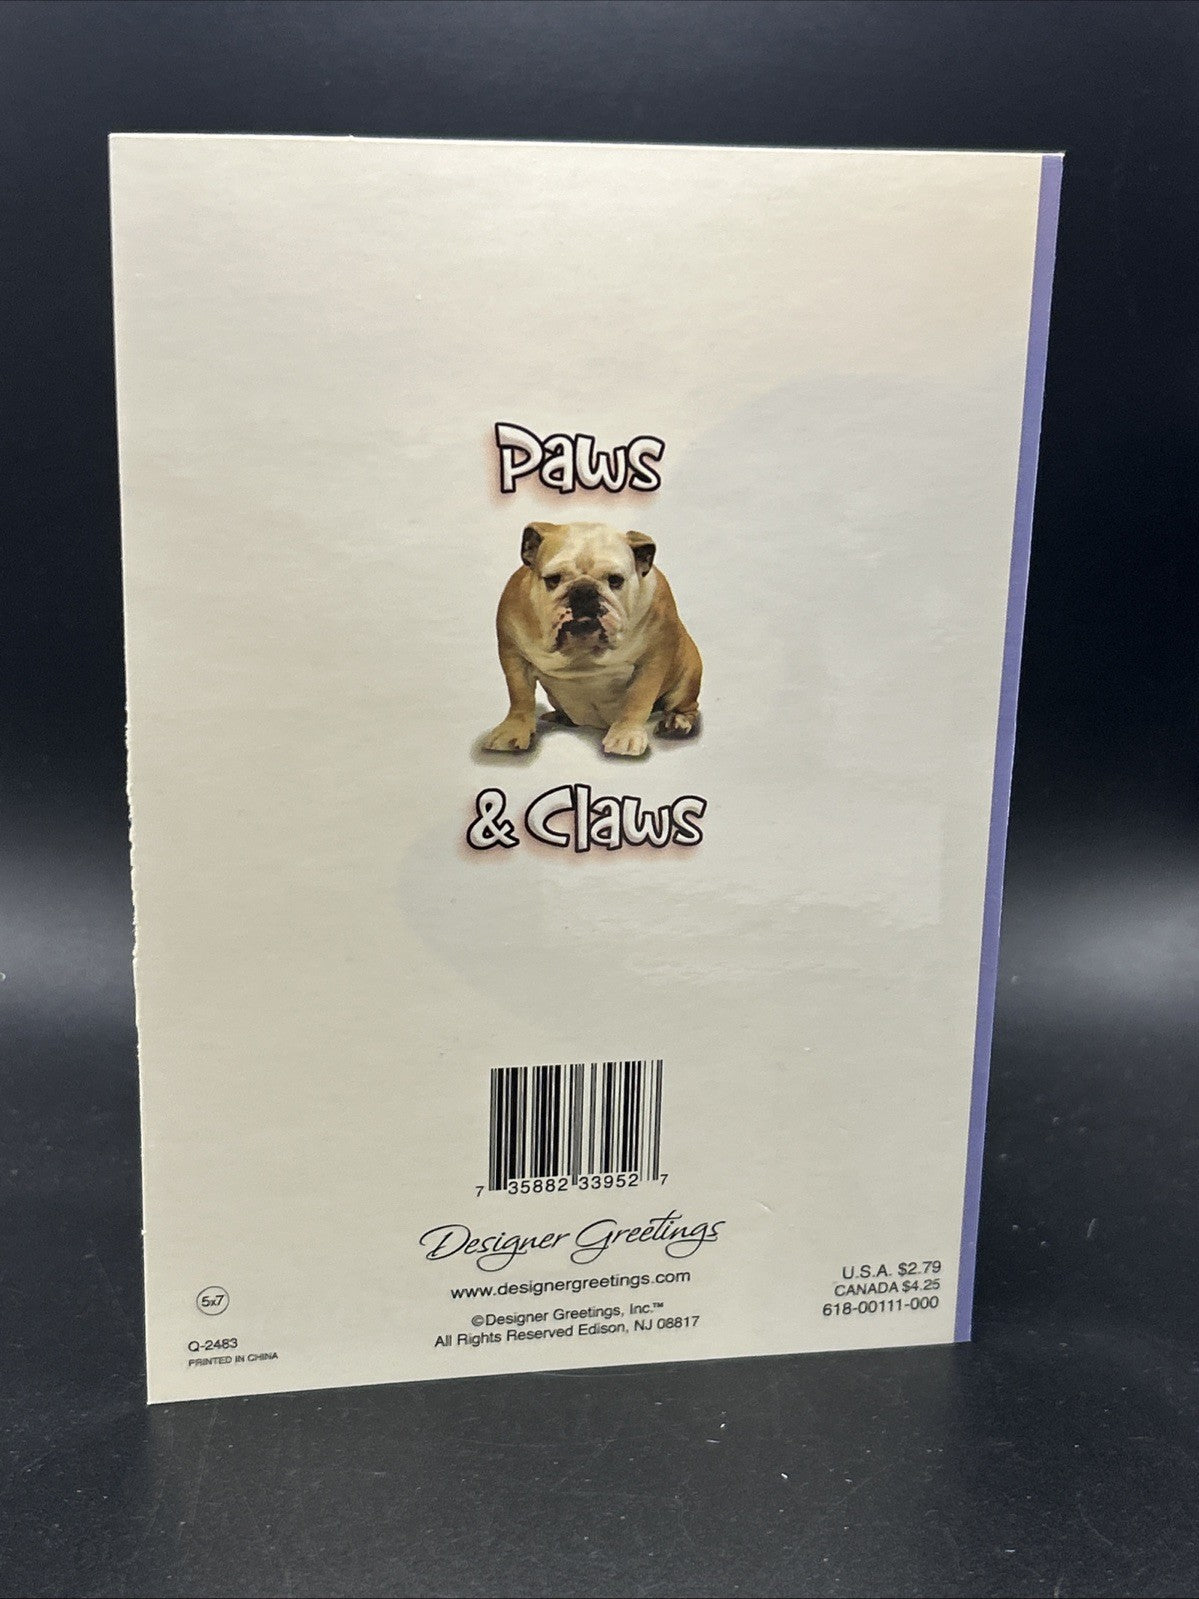 Paws
& Claws
7 35882 33952 7
Designer Greetings
www.designergreetings.com
©Designer Greetings, Inc.™
All Rights Reserved Edison, NJ 08817
U.S.A. $2.79
CANADA $4.25
618-00111-000
5x7
Q-2483
PRINTED IN CHINA